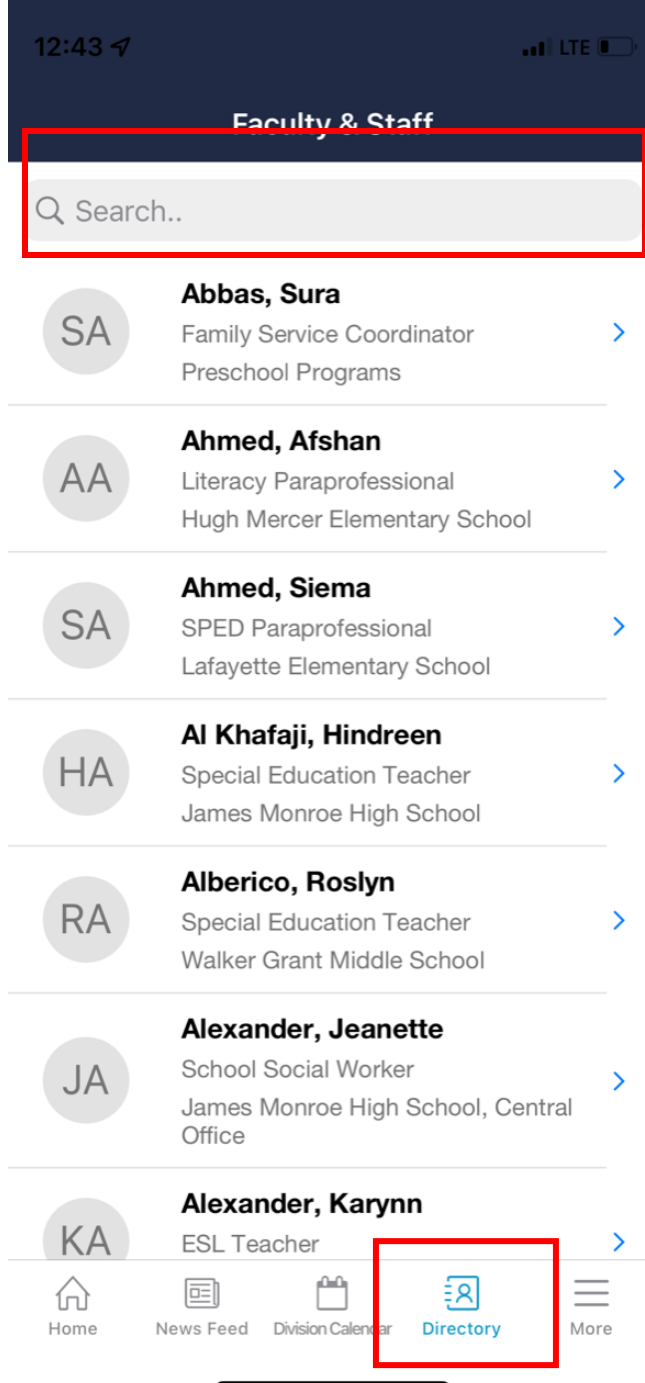 12:43
LTE
Faculty & Staff
Search..
SA
Abbas, Sura
Family Service Coordinator
Preschool Programs
AA
Ahmed, Afshan
Literacy Paraprofessional
Hugh Mercer Elementary School
SA
Ahmed, Siema
SPED Paraprofessional
Lafayette Elementary School
HA
Al Khafaji, Hindreen
Special Education Teacher
James Monroe High School
RA
Alberico, Roslyn
Special Education Teacher
Walker Grant Middle School
JA
Alexander, Jeanette
School Social Worker
James Monroe High School, Central
Office
KA
Alexander, Karynn
ESL Teacher
Home
News Feed
Division Calendar
Directory
More